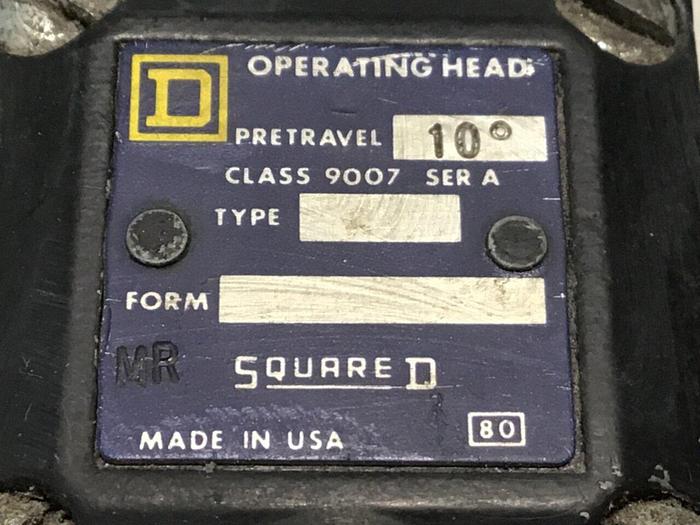 D
OPERATING HEAD
PRETRAVEL 10°
CLASS 9007 SER A
TYPE
FORM
MR
SQUARE D
MADE IN USA
80